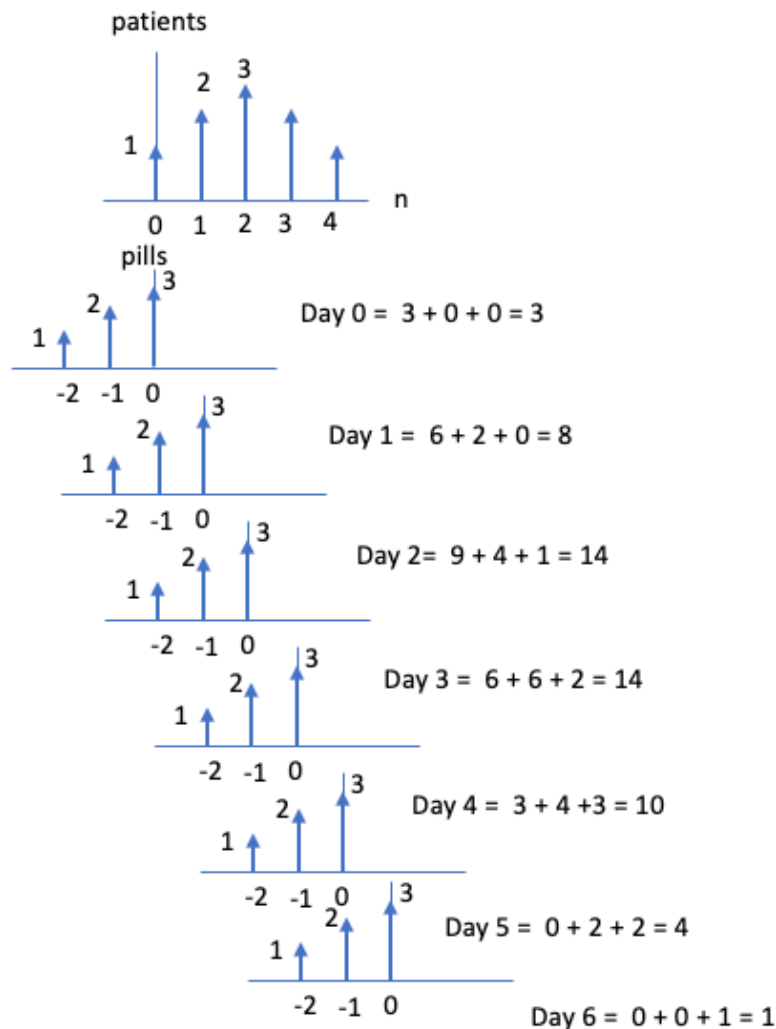 patients
3
2
1
n
0 1 2 3 4
pills
3
2
1
Day 0 = 3 + 0 + 0 = 3
-2 -1 0
3
2
1
Day 1 = 6 + 2 + 0 = 8
-2 -1 0
3
2
1
Day 2= 9 + 4 + 1 = 14
-2 -1 0
3
2
1
Day 3 = 6 + 6 + 2 = 14
-2 -1 0
3
2
1
Day 4 = 3 + 4 +3 = 10
-2 -1 0
3
2
1
Day 5 = 0 + 2 + 2 = 4
-2 -1 0
Day 6 = 0 + 0 + 1 = 1